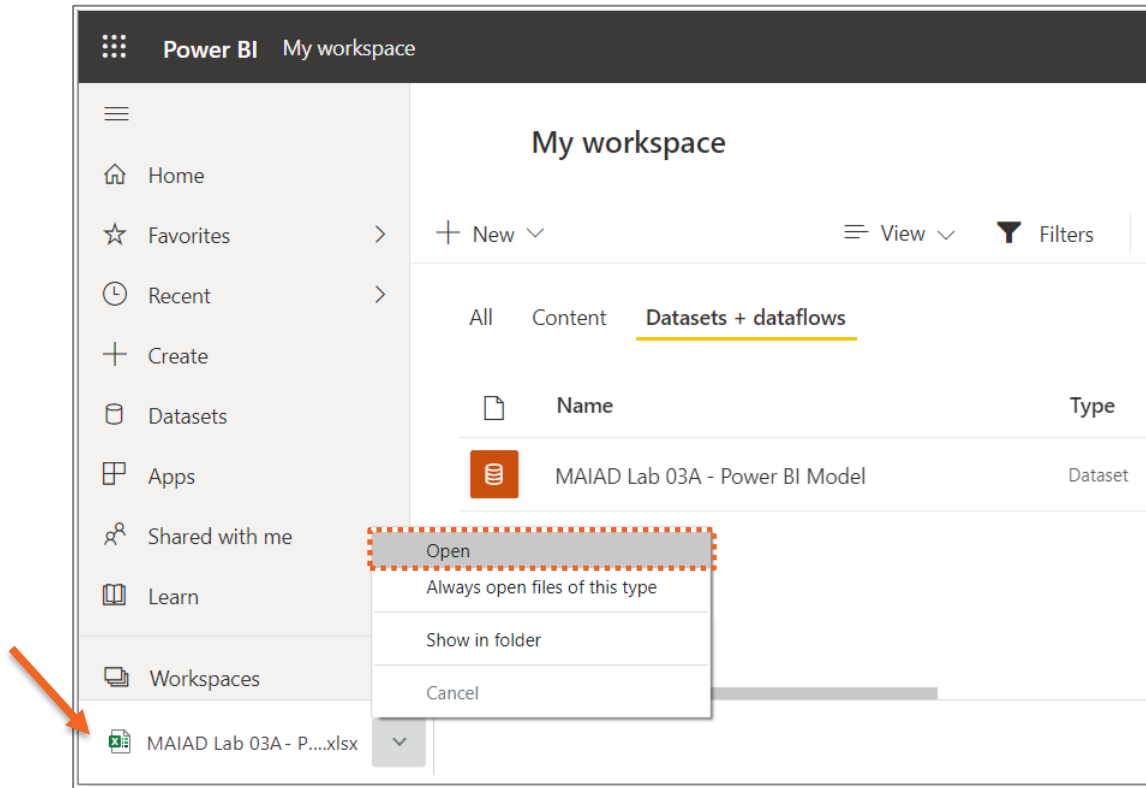 Power BI My workspace
My workspace
Home
Favorites
Recent
Create
Datasets
Apps
Shared with me
Learn
Workspaces
New View Filters
All Content Datasets + dataflows
Name Type
MAIAD Lab 03A - Power BI Model Dataset
Open
Always open files of this type
Show in folder
Cancel
MAIAD Lab 03A - P....xlsx